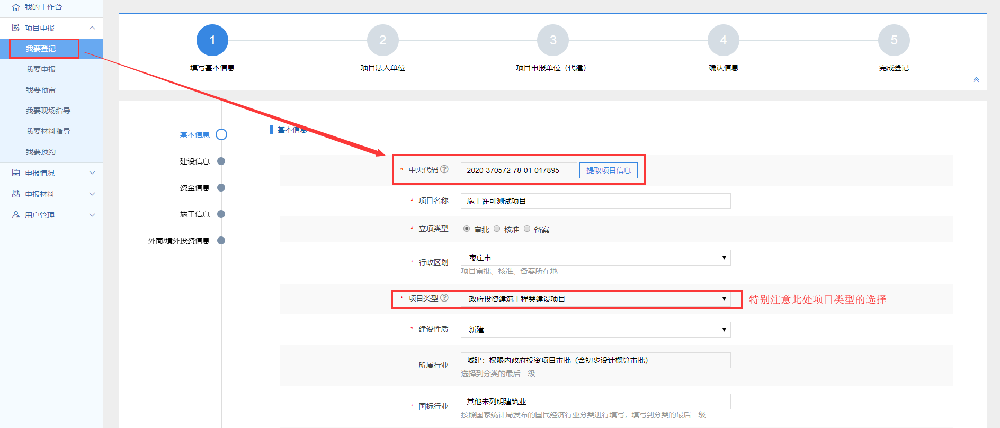 我的工作台
项目申报
我要登记
我要申报
我要预审
我要现场指导
我要材料指导
我要预约
申报情况
申报材料
用户管理
1 2 3 4 5
填写基本信息 项目法人单位 项目申报单位（代建） 确认信息 完成登记
基本信息
建设信息
资金信息
施工信息
外商/境外投资信息
基本信息
* 中央代码 ? 2020-370572-78-01-017895 提取项目信息
* 项目名称 施工许可测试项目
* 立项类型 审批 核准 备案
* 行政区划 枣庄市
项目审批、核准、备案所在地
* 项目类型 ? 政府投资建筑工程类建设项目 特别注意此处项目类型的选择
* 建设性质 新建
所属行业 城建：权限内政府投资项目审批（含初步设计概算审批）
选择到分类的最后一级
* 国标行业 其他未列明建筑业
按照国家统计局发布的国民经济行业分类进行填写，填写到分类的最后一级